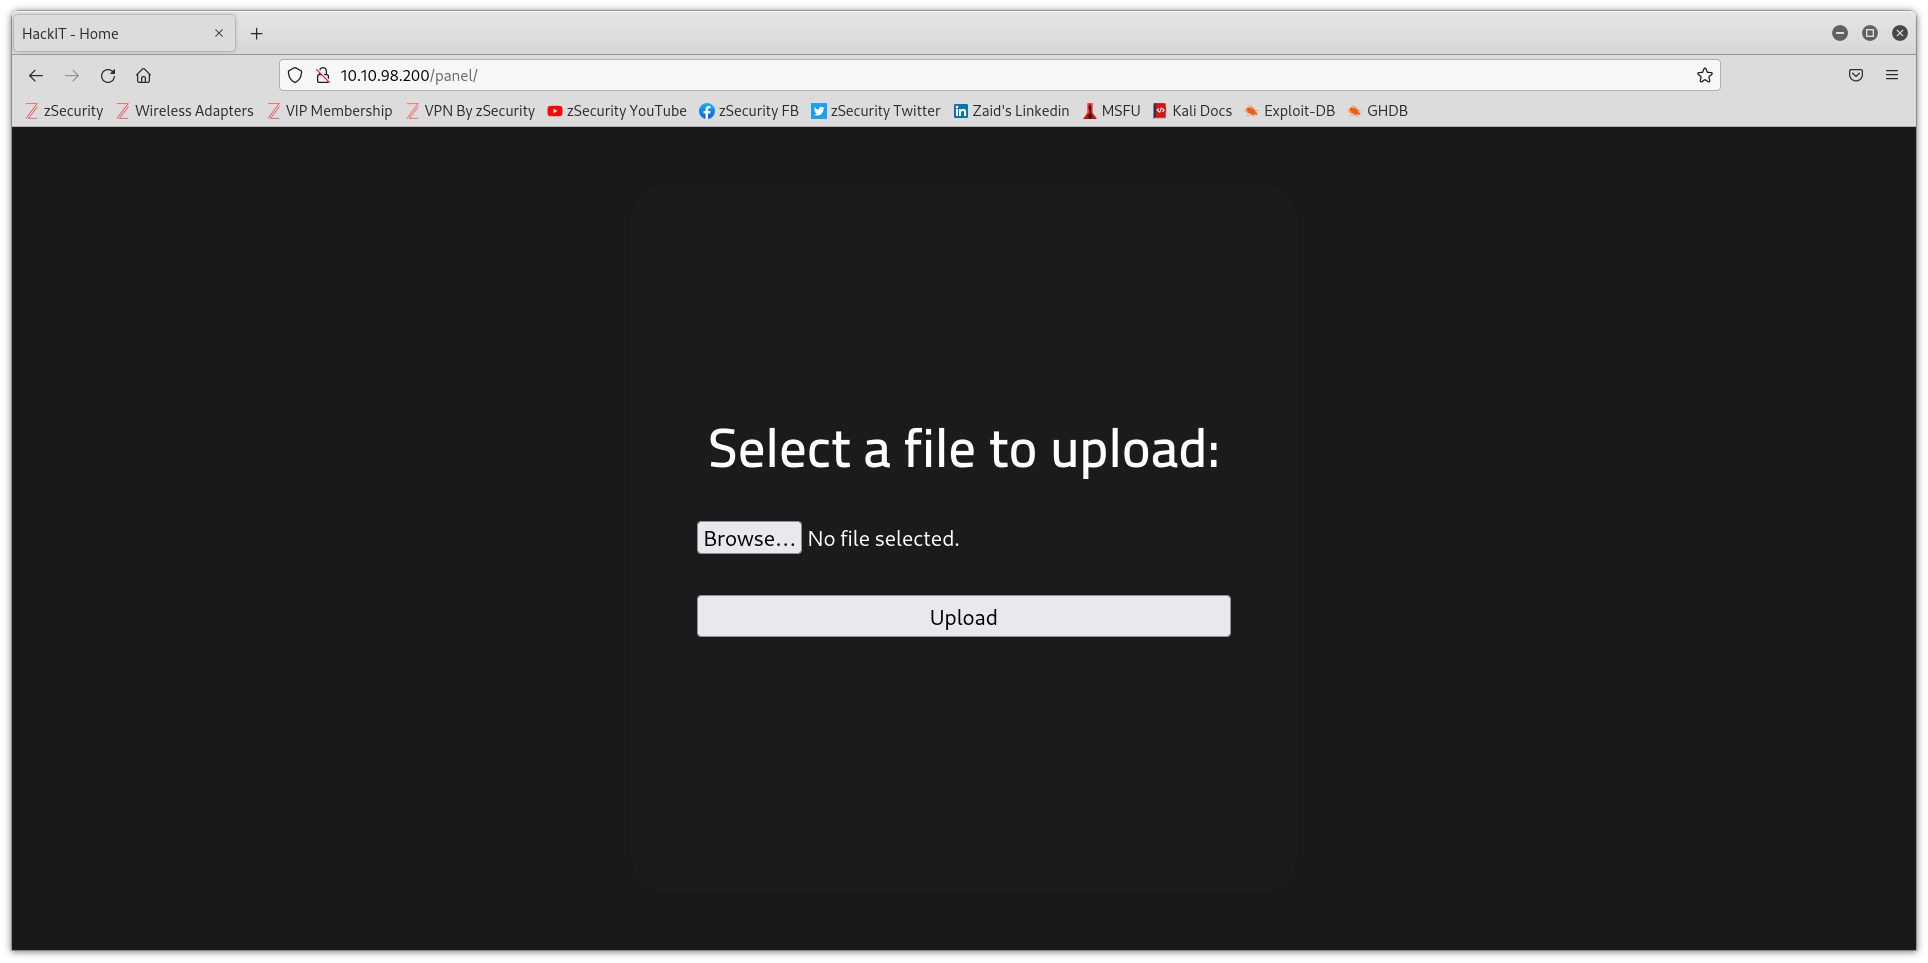 HackIT - Home
10.10.98.200/panel/
zSecurity Wireless Adapters VIP Membership VPN By zSecurity zSecurity YouTube zSecurity FB zSecurity Twitter Zaid's Linkedin MSFU Kali Docs Exploit-DB GHDB
Select a file to upload:
Browse... No file selected.
Upload